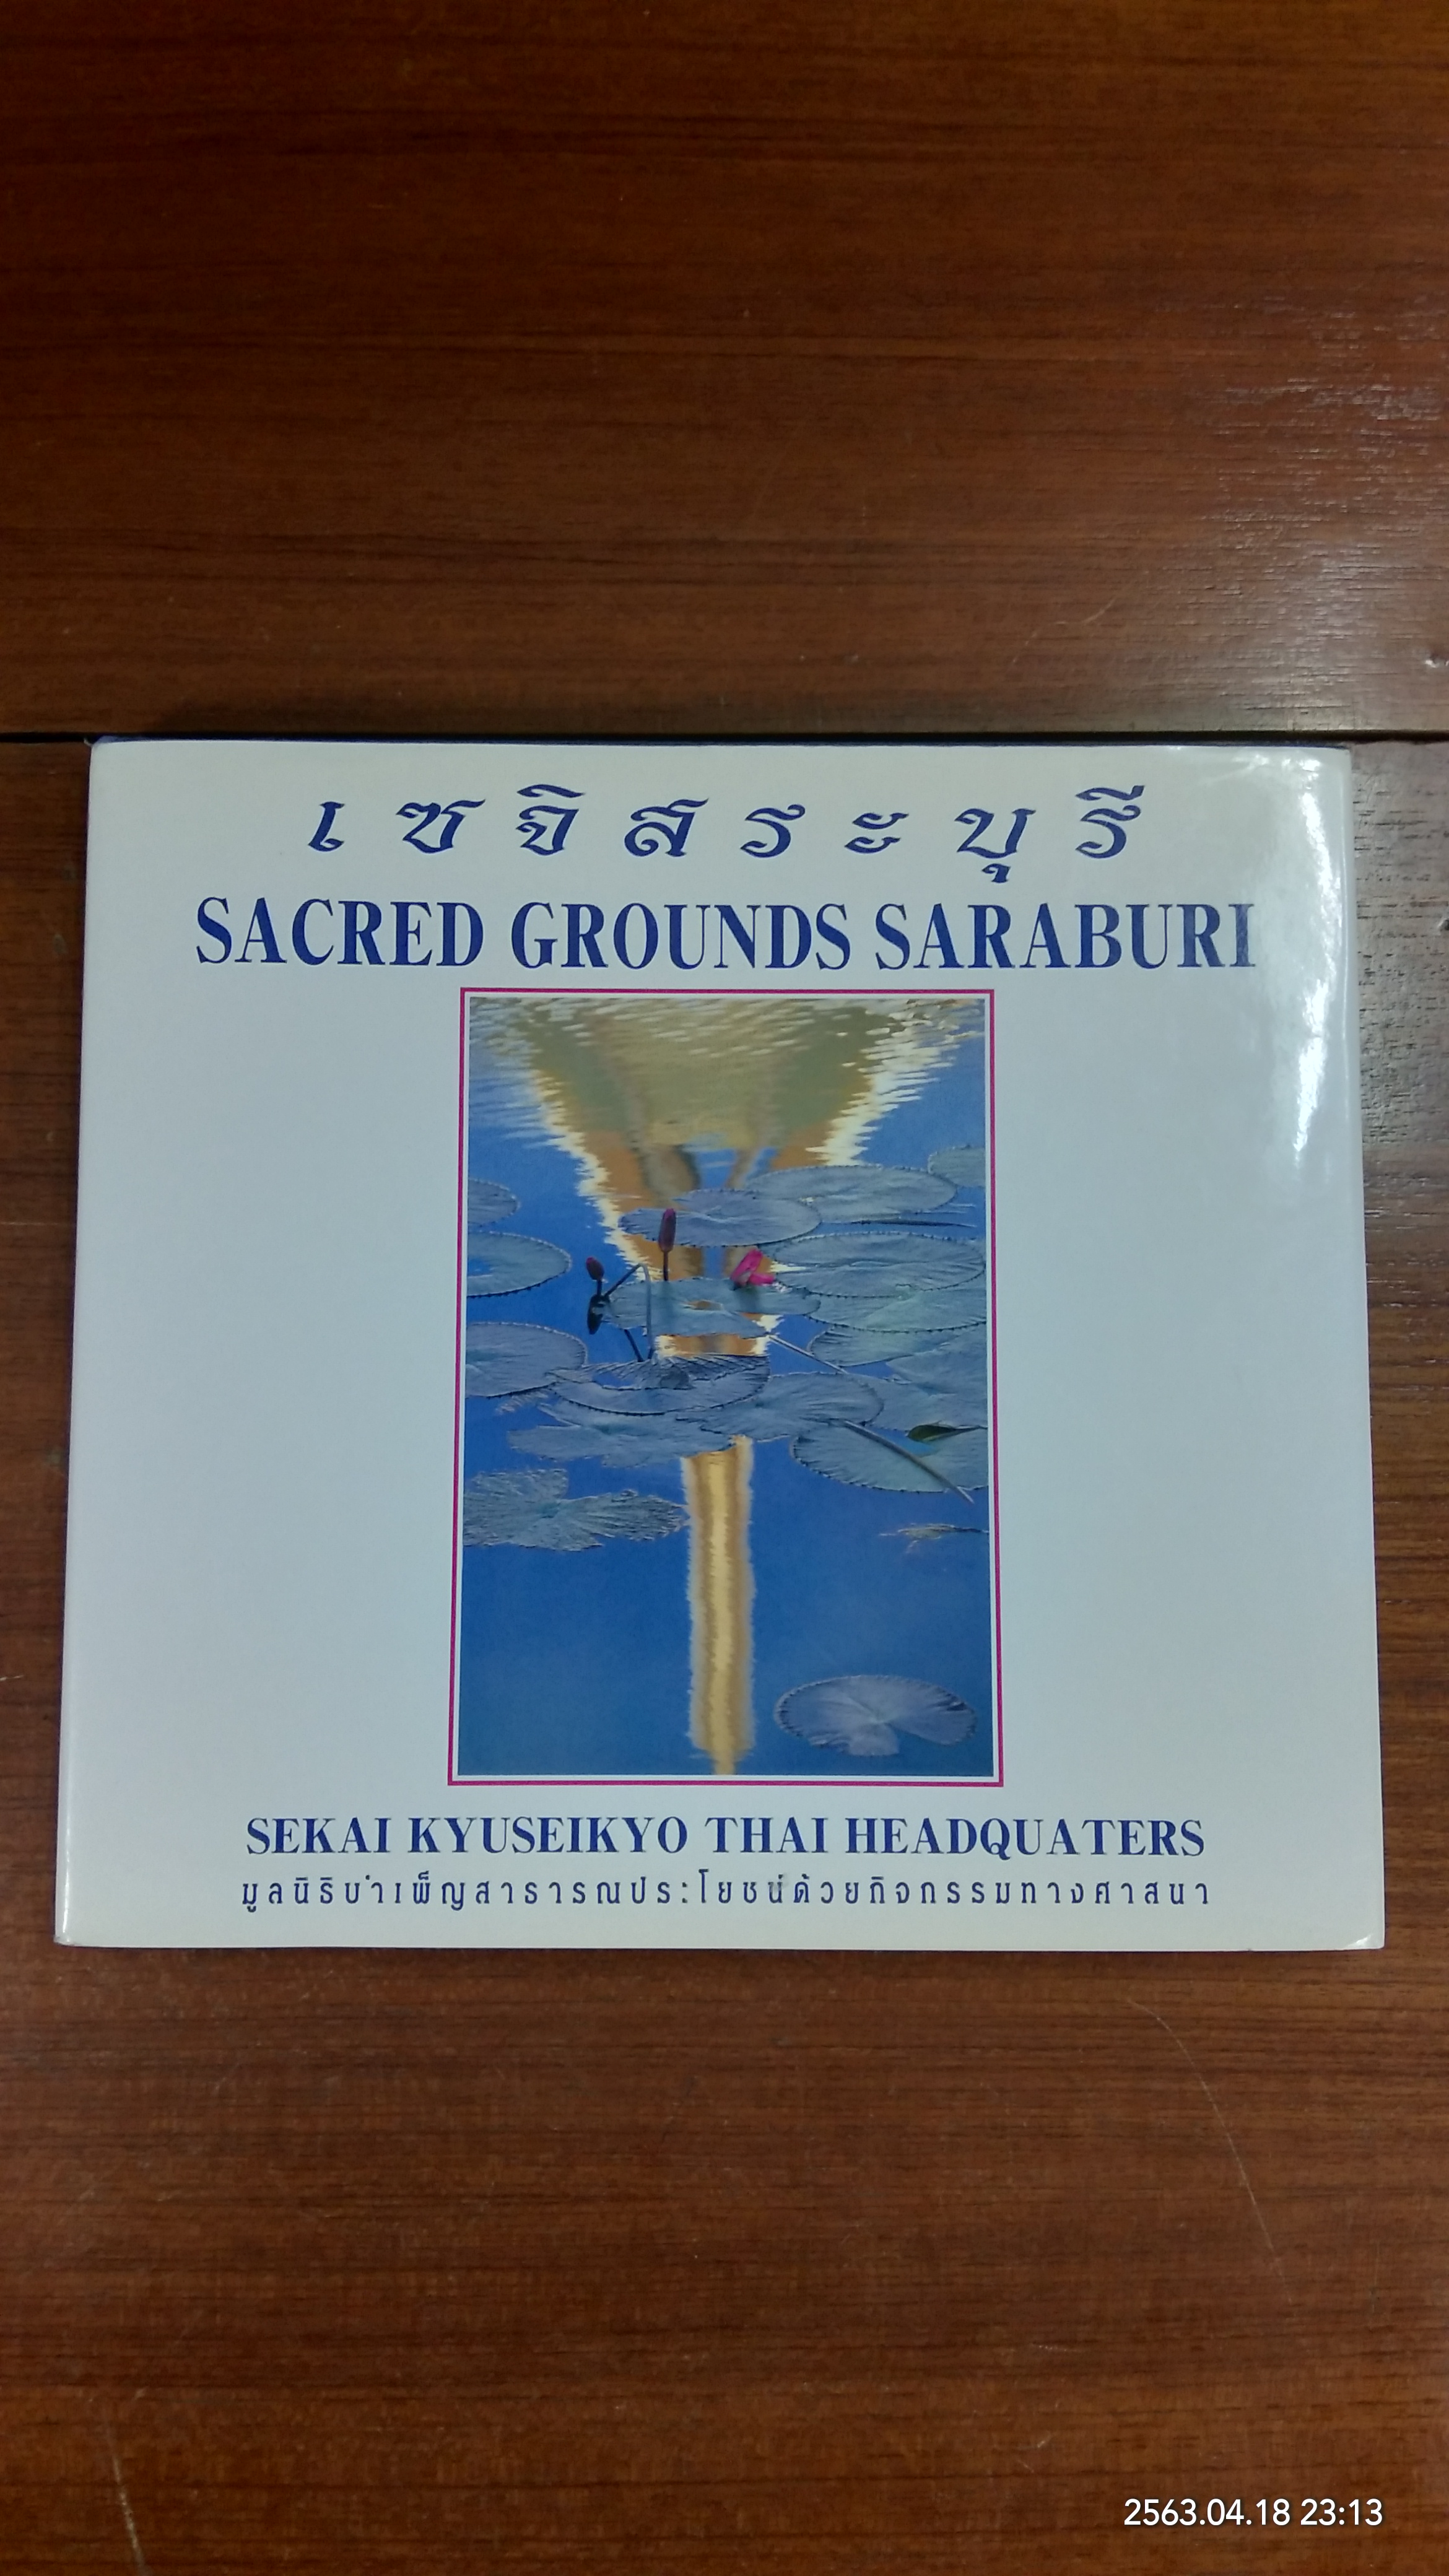 เซจิสระบุรี
SACRED GROUNDS SARABURI
SEKAI KYUSEIKYO THAI HEADQUATERS
มูลนิธิบำเพ็ญสาธารณประโยชน์ด้วยกิจกรรมทางศาสนา
2563.04.18 23:13